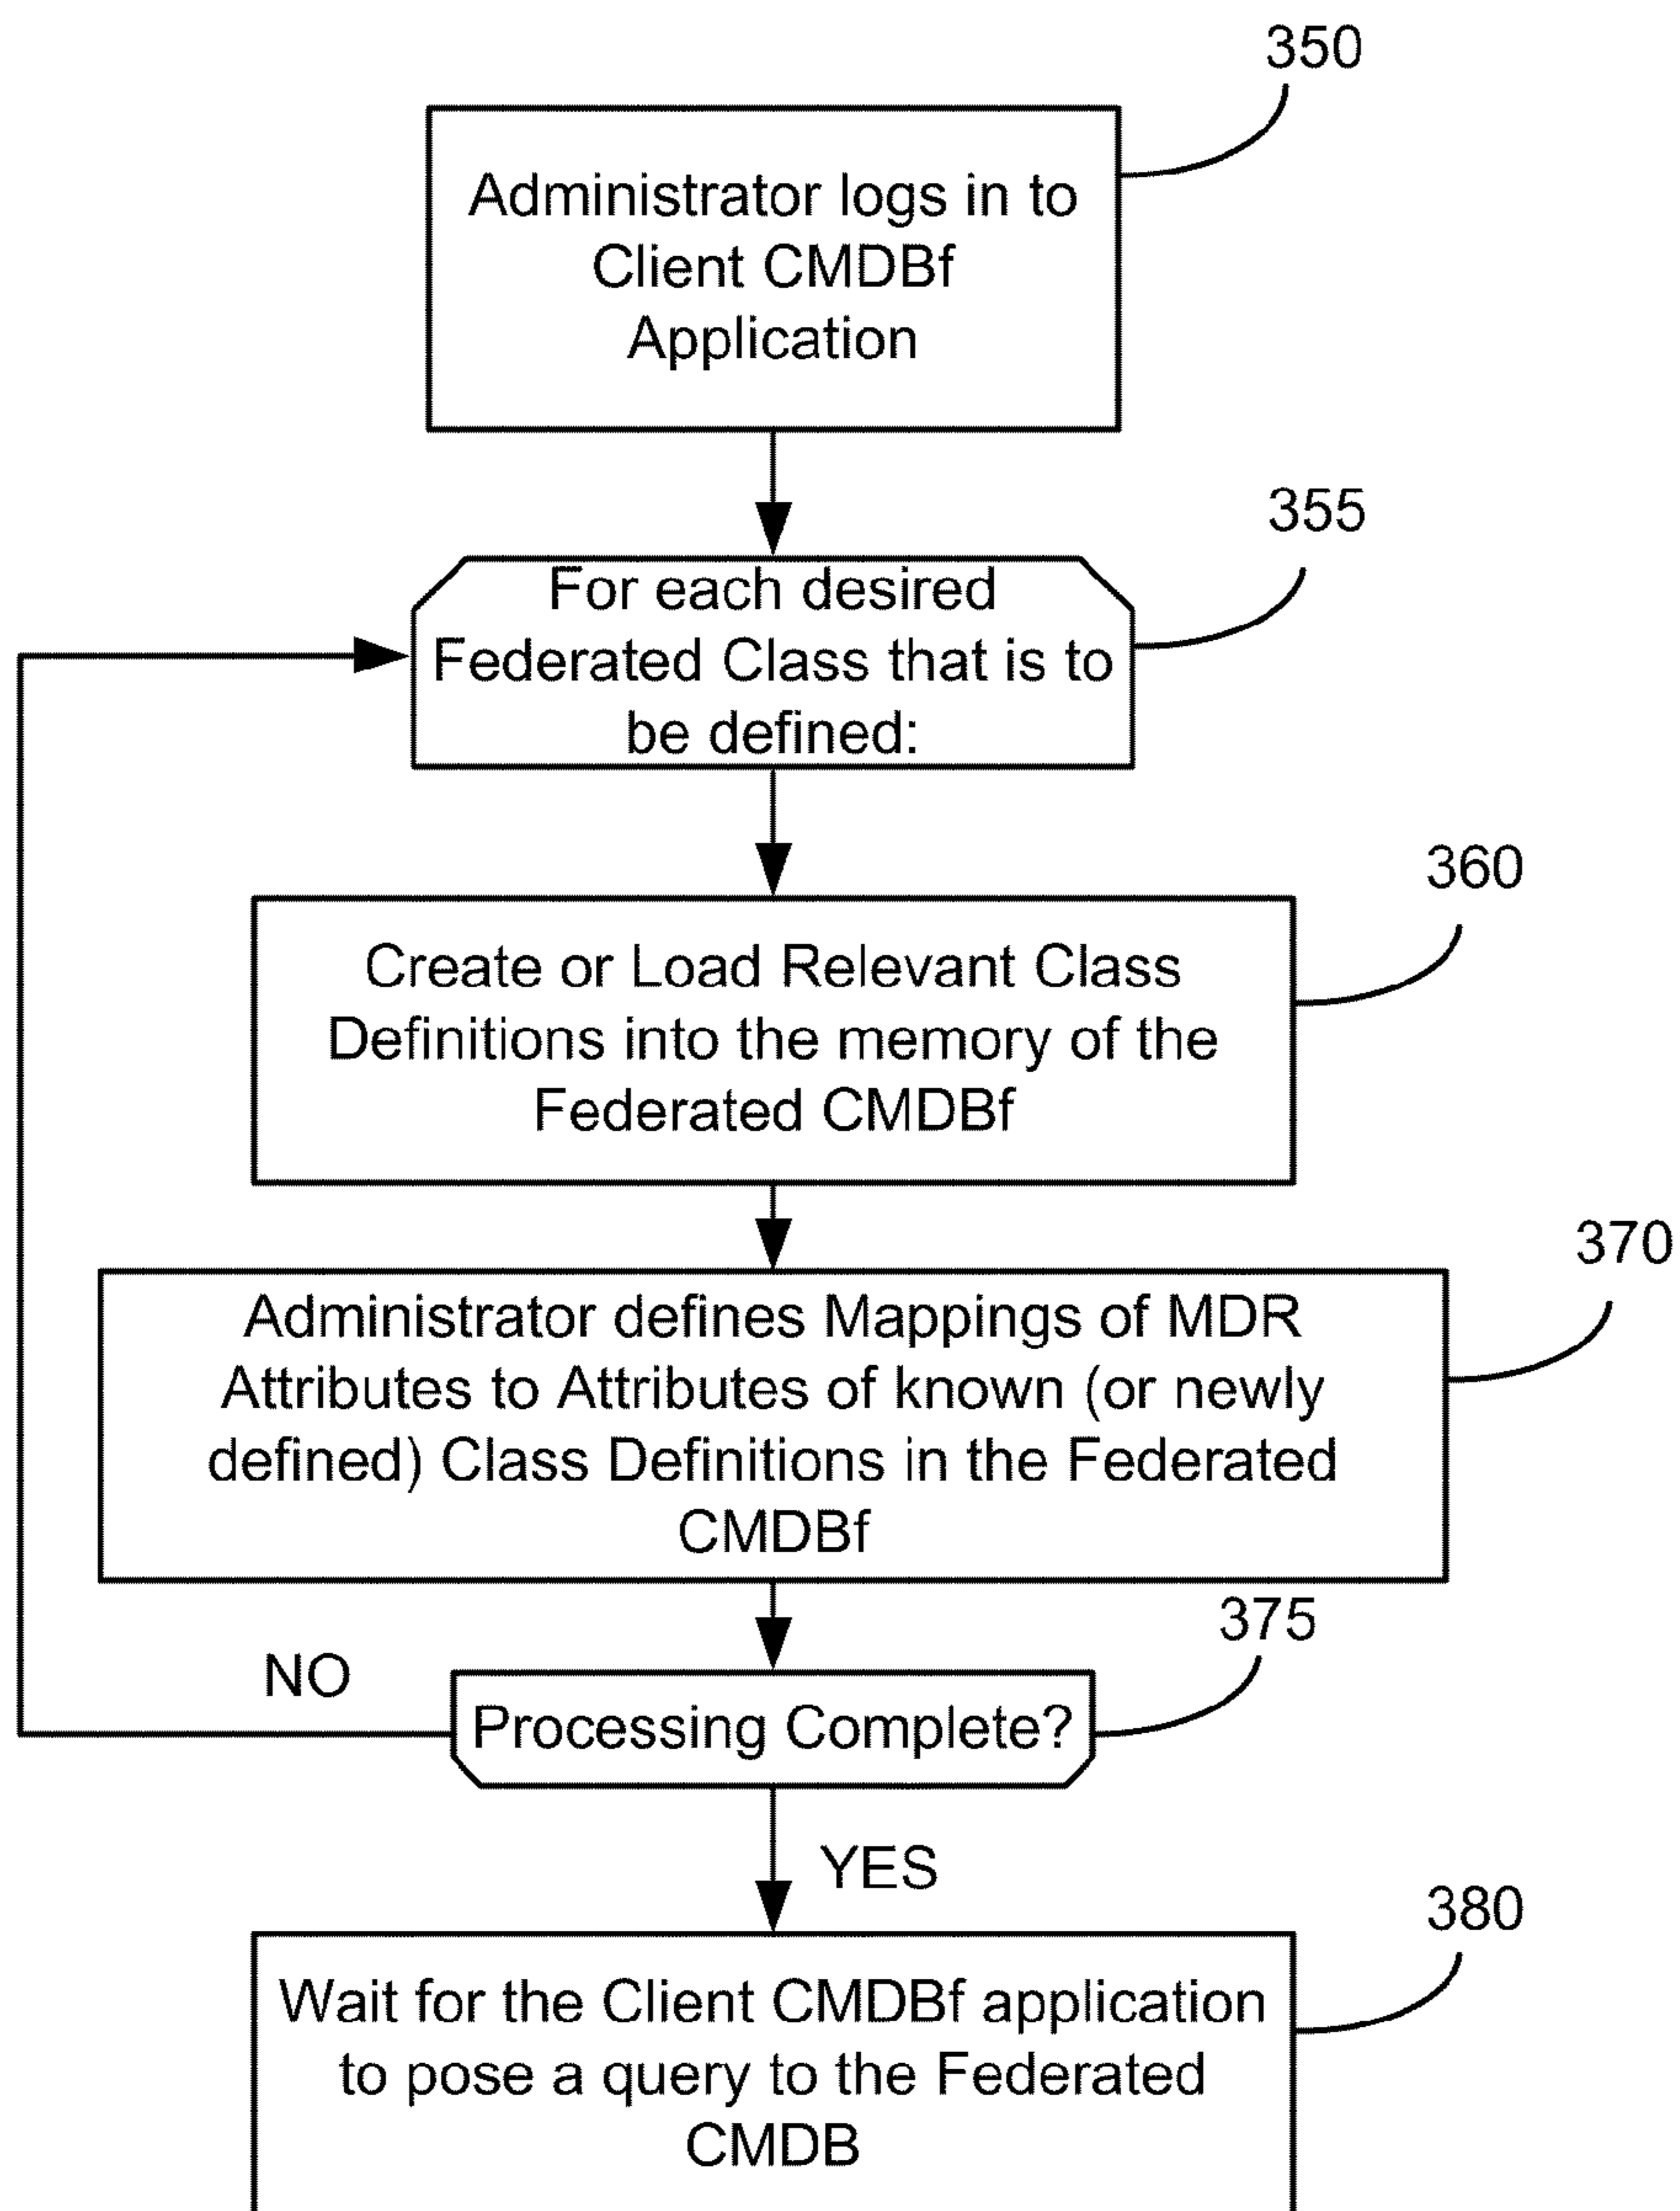 350
Administrator logs in to
Client CMDBf
Application
355
For each desired
Federated Class that is to
be defined:
360
Create or Load Relevant Class
Definitions into the memory of the
Federated CMDBf
370
Administrator defines Mappings of MDR
Attributes to Attributes of known (or newly
defined) Class Definitions in the Federated
CMDBf
375
NO
Processing Complete?
YES
380
Wait for the Client CMDBf application
to pose a query to the Federated
CMDB